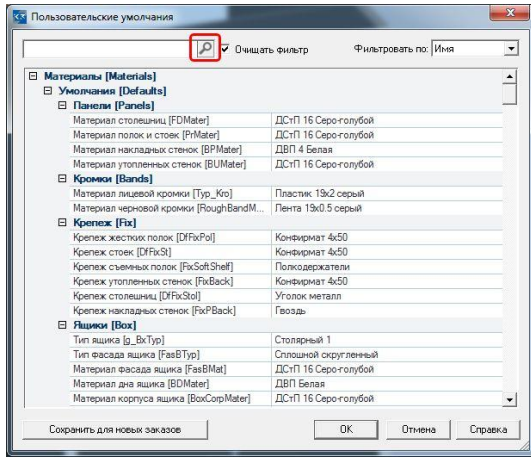 Пользовательские умолчания
Очищать фильтр
Фильтровать по: Имя
Материалы [Materials]
Умолчания [Defaults]
Панели [Panels]
Материал столешниц [FDMater] ДСтП 16 Серо-голубой
Материал полок и стоек [PrMater] ДСтП 16 Серо-голубой
Материал накладных стенок [BPMater] ДВП 4 Белая
Материал утопленных стенок [BUMater] ДСтП 16 Серо-голубой
Кромки [Bands]
Материал лицевой кромки [Typ_Kro] Пластик 19x2 серый
Материал черновой кромки [RoughBandM... Лента 19x0.5 серый
Крепеж [Fix]
Крепеж жестких полок [DfFixPol] Конфирмат 4x50
Крепеж стоек [DfFixSt] Конфирмат 4x50
Крепеж съемных полок [FixSoftShelf] Полкодержатели
Крепеж утопленных стенок [FixBack] Конфирмат 4x50
Крепеж столешниц [DfFixStol] Уголок металл
Крепеж накладных стенок [FixPBack] Гвоздь
Ящики [Box]
Тип ящика [g_BxTyp] Столярный 1
Тип фасада ящика [FasBTyp] Сплошной скругленный
Материал фасада ящика [FasBMat] ДСтП 16 Серо-голубой
Материал дна ящика [BDMater] ДВП Белая
Материал корпуса ящика [BoxCorpMater] ДСтП 16 Серо-голубой
Сохранить для новых заказов
OK
Отмена
Справка